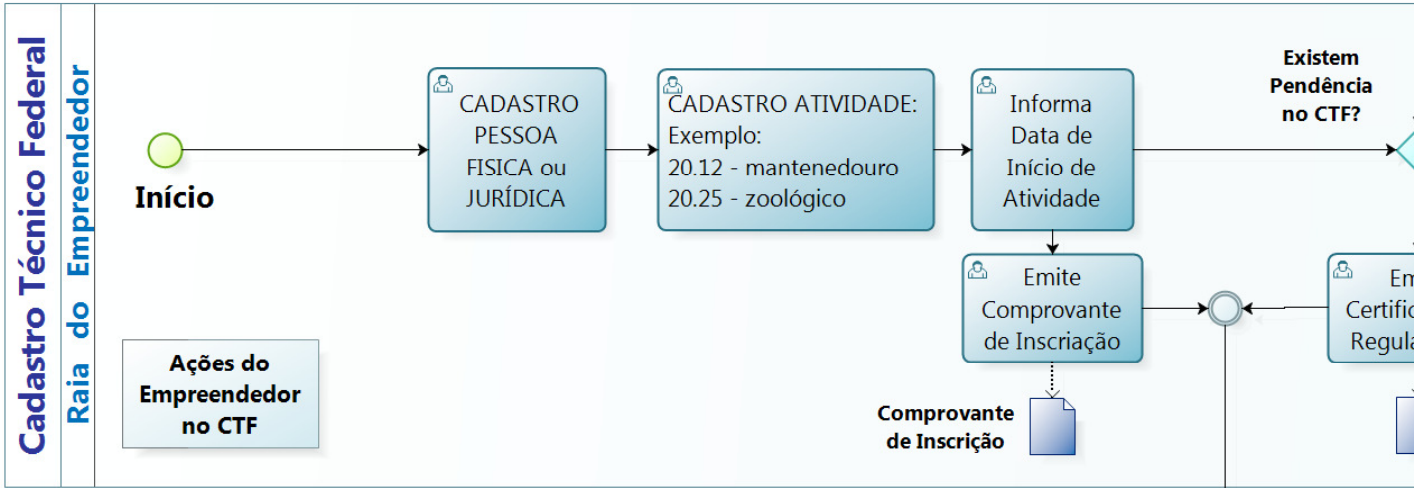 Cadastro Técnico Federal
Raia do Empreendedor
Início
CADASTRO
PESSOA
FISICA ou
JURÍDICA
CADASTRO ATIVIDADE:
Exemplo:
20.12 - mantenedouro
20.25 - zoológico
Informa
Data de
Início de
Atividade
Existem
Pendência
no CTF?
Emite
Comprovante
de Inscriação
Comprovante
de Inscrição
Ações do
Empreendedor
no CTF